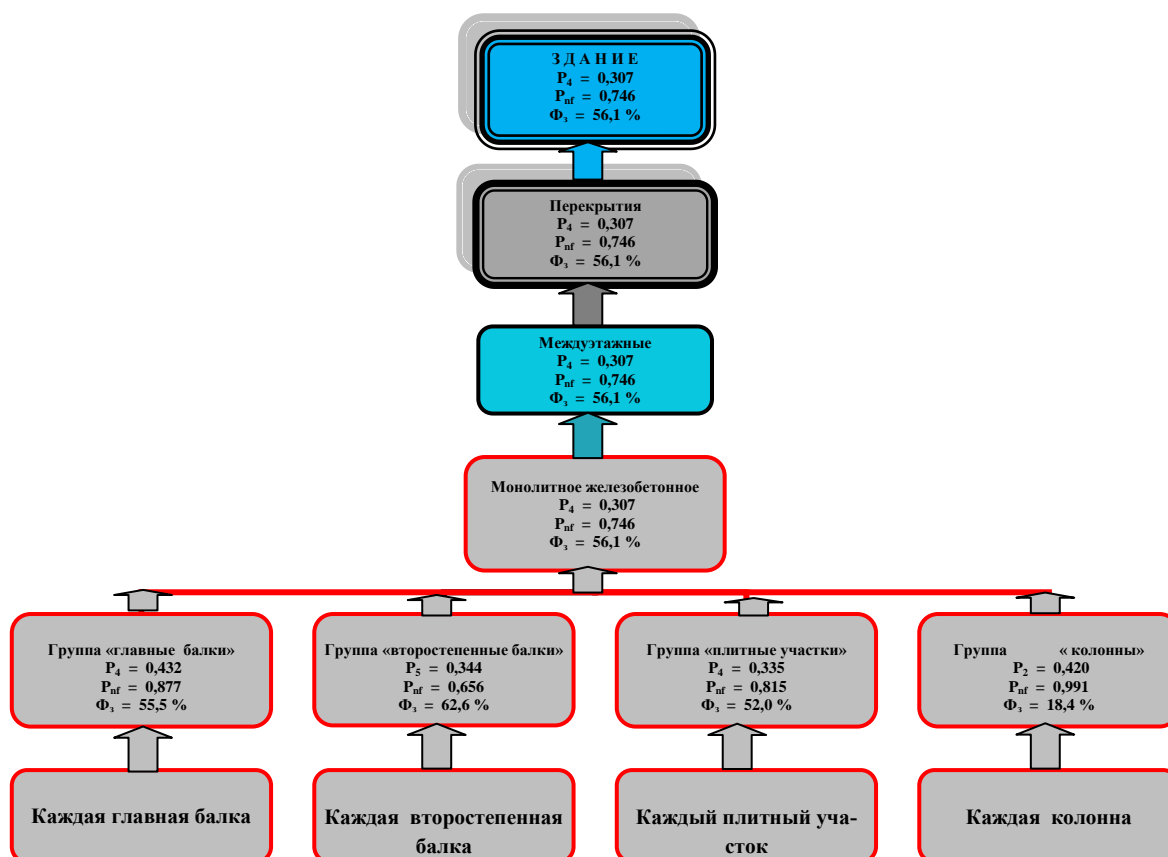 З Д А Н И Е
P4 = 0,307
Pnf = 0,746
Фз = 56,1 %
Перекрытия
P4 = 0,307
Pnf = 0,746
Фз = 56,1 %
Междуэтажные
P4 = 0,307
Pnf = 0,746
Фз = 56,1 %
Монолитное железобетонное
P4 = 0,307
Pnf = 0,746
Фз = 56,1 %
Группа «главные балки»
P4 = 0,432
Pnf = 0,877
Фз = 55,5 %
Группа «второстепенные балки»
P5 = 0,344
Pnf = 0,656
Фз = 62,6 %
Группа «плитные участки»
P4 = 0,335
Pnf = 0,815
Фз = 52,0 %
Группа « колонны»
P2 = 0,420
Pnf = 0,991
Фз = 18,4 %
Каждая главная балка
Каждая второстепенная
балка
Каждый плитный уча-
сток
Каждая колонна